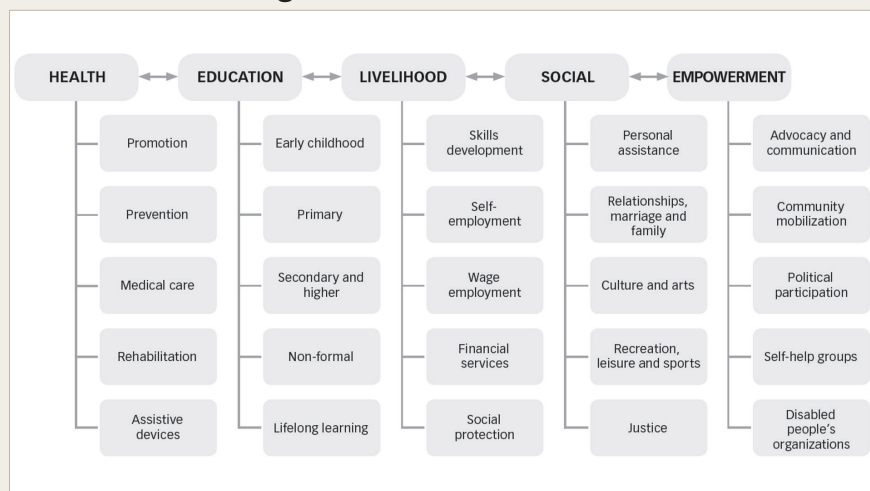 HEALTH
EDUCATION
LIVELIHOOD
SOCIAL
EMPOWERMENT
Promotion
Prevention
Medical care
Rehabilitation
Assistive
devices
Early childhood
Primary
Secondary and
higher
Non-formal
Lifelong learning
Skills
development
Self-
employment
Wage
employment
Financial
services
Social
protection
Personal
assistance
Relationships,
marriage and
family
Culture and arts
Recreation,
leisure and sports
Justice
Advocacy and
communication
Community
mobilization
Political
participation
Self-help groups
Disabled
people's
organizations